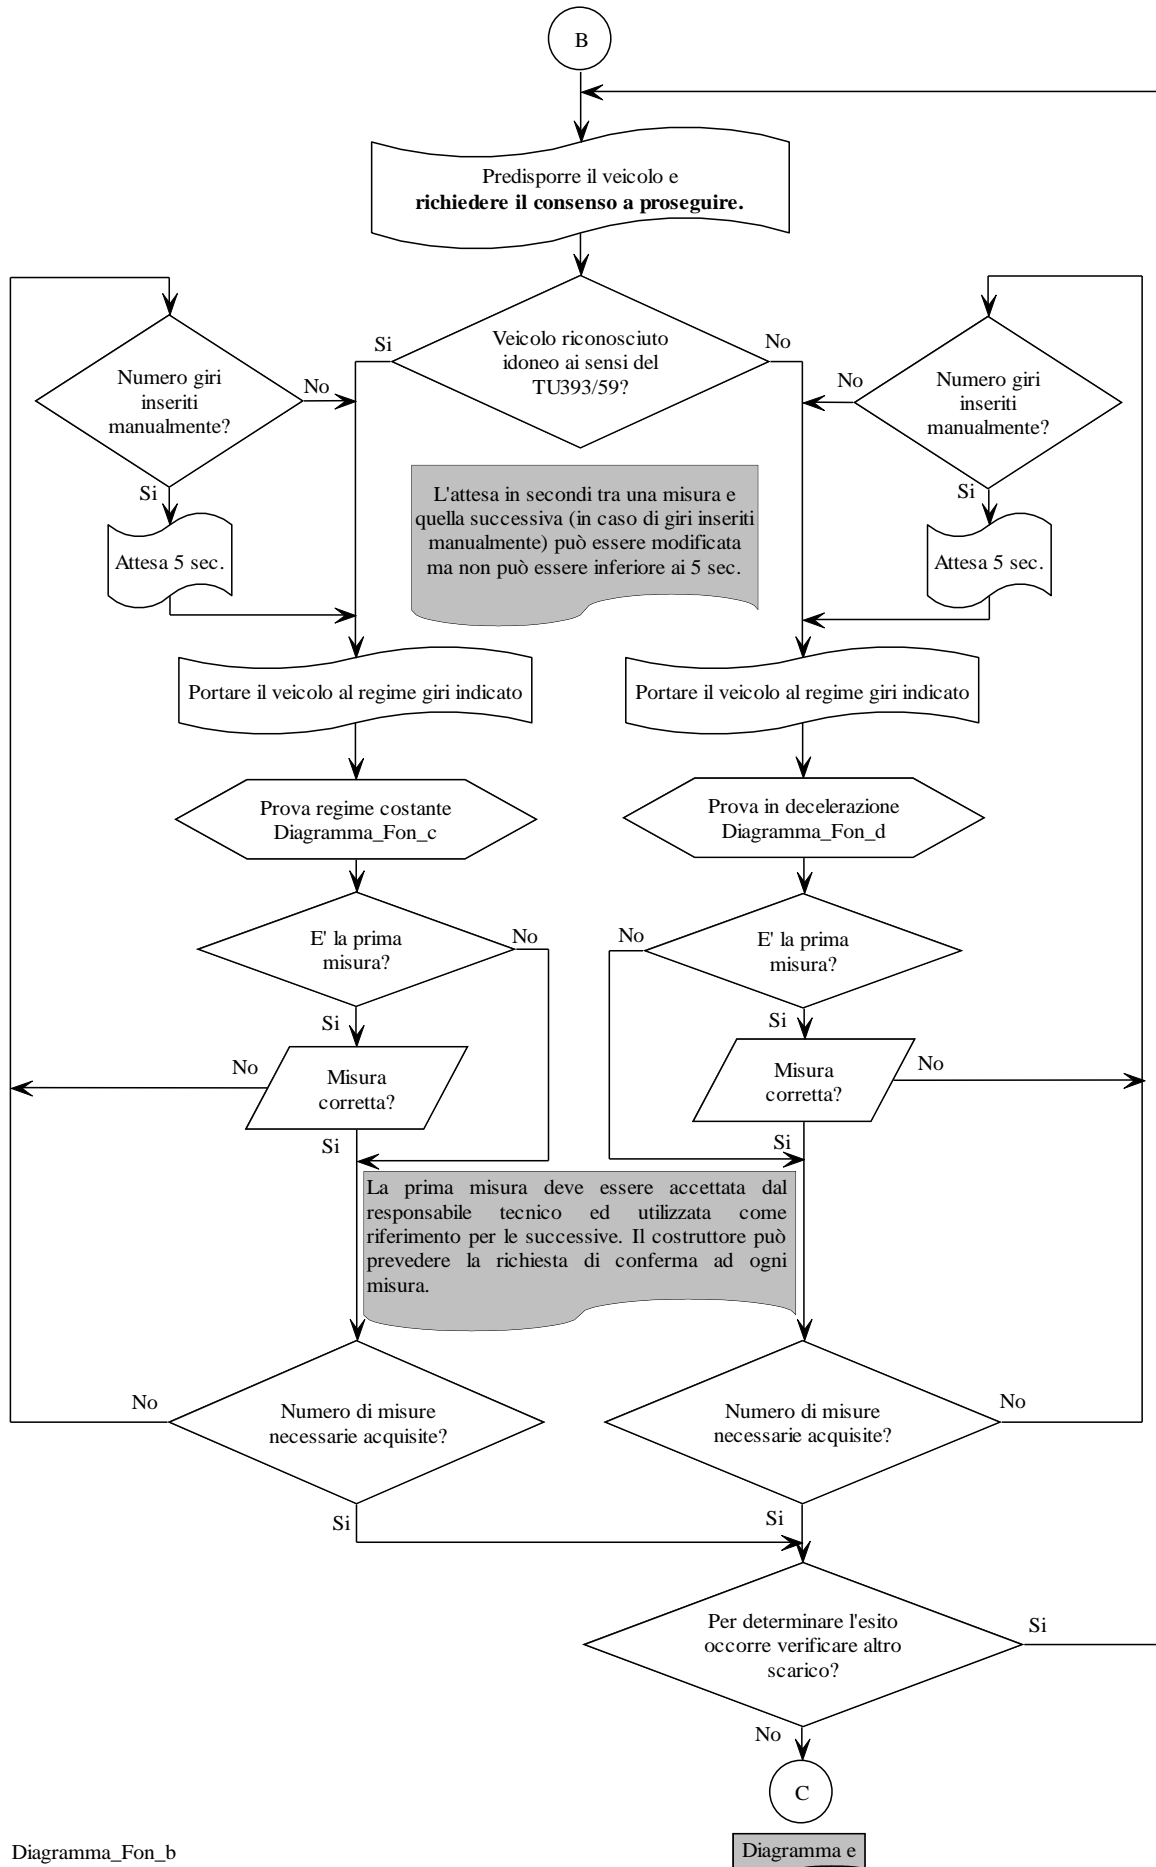 B
Predisporre il veicolo e
richiedere il consenso a proseguire.
Veicolo riconosciuto
idoneo ai sensi del
TU393/59?
Si
No
Numero giri
inseriti
manualmente?
No
Si
Attesa 5 sec.
No
Numero giri
inseriti
manualmente?
Si
Attesa 5 sec.
L'attesa in secondi tra una misura e
quella successiva (in caso di giri inseriti
manualmente) può essere modificata
ma non può essere inferiore ai 5 sec.
Portare il veicolo al regime giri indicato
Portare il veicolo al regime giri indicato
Prova regime costante
Diagramma_Fon_c
Prova in decelerazione
Diagramma_Fon_d
E' la prima
misura?
No
Si
No
E' la prima
misura?
Si
No
Misura
corretta?
Si
Misura
corretta?
No
Si
La prima misura deve essere accettata dal
responsabile tecnico ed utilizzata come
riferimento per le successive. Il costruttore può
prevedere la richiesta di conferma ad ogni
misura.
No
Numero di misure
necessarie acquisite?
Si
Numero di misure
necessarie acquisite?
No
Si
Per determinare l'esito
occorre verificare altro
scarico?
Si
No
C
Diagramma_Fon_b
Diagramma e